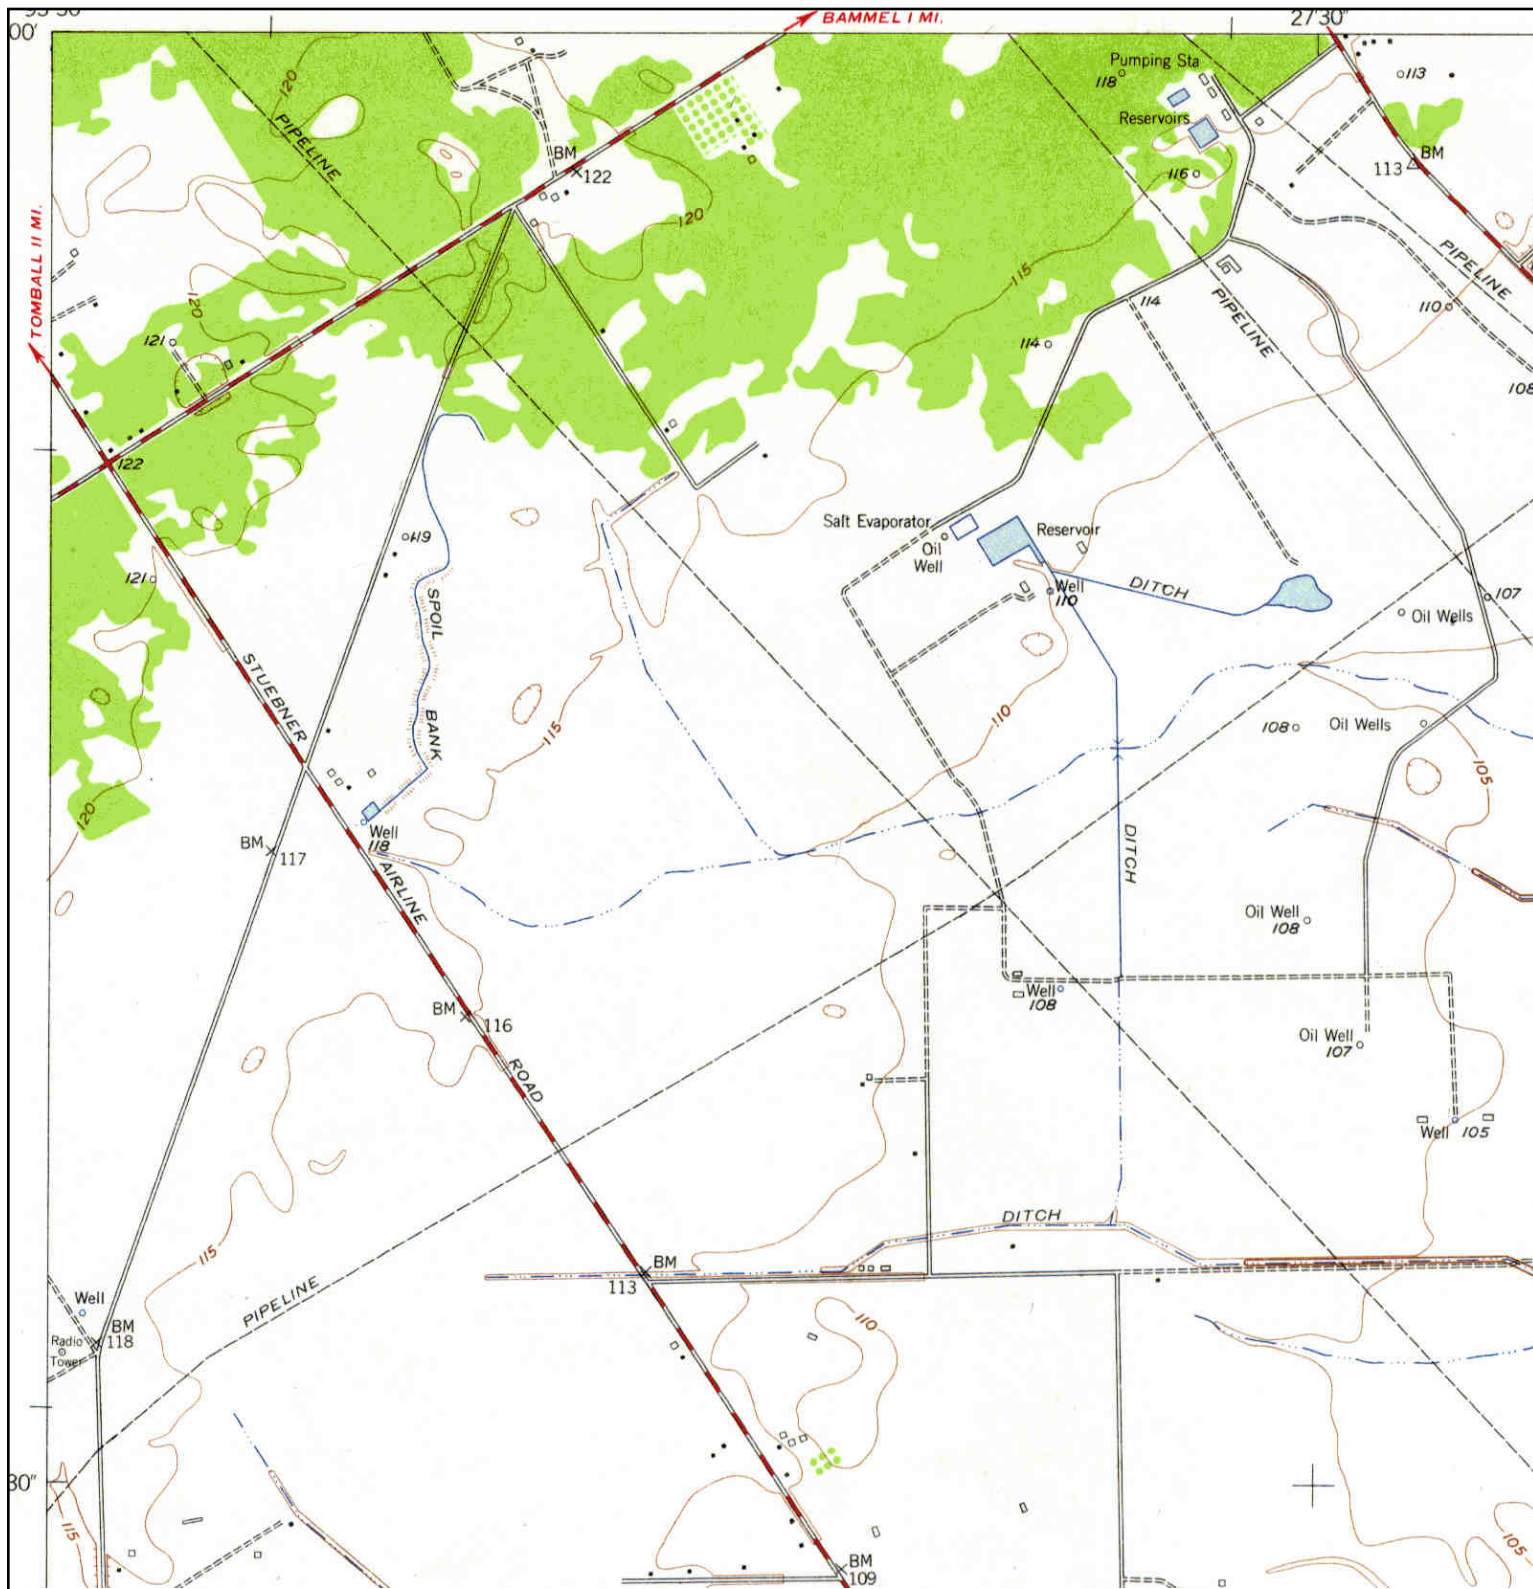 BAMMEL 1 MI.
27'30"
00'
Pumping Sta
118
113
120
PIPELINE
Reservoirs
BM
122
BM
113
116
120
TOMBALL 11 MI.
115
PIPELINE
PIPELINE
120
114
110
121
114
108
122
Salt Evaporator
Reservoir
119
Oil
Well
121
Well
110
DITCH
107
Oil Wells
SPOIL
BANK
STUEBNER
110
115
108
Oil Wells
105
120
Well
118
BM
117
AIRLINE
DITCH
Oil Well
108
BM
116
Well
108
Oil Well
107
ROAD
Well 105
DITCH
115
BM
113
PIPELINE
Well
BM
118
Radio
Tower
110
30"
115
105
BM
109